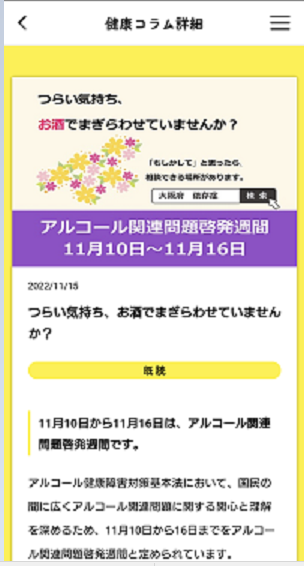 健康コラム詳細
つらい気持ち、
お酒でまぎらわせていませんか？
「もしかして」と思ったら、
相談できる場所があります。
大阪府 依存症 検索
アルコール関連問題啓発週間
11月10日～11月16日
2022/11/15
つらい気持ち、お酒でまぎらわせていません
か？
既読
11月10日から11月16日は、アルコール関連
問題啓発週間です。
アルコール健康障害対策基本法において、国民の
間に広くアルコール関連問題に関する関心と理解
を深めるため、11月10日から16日までをアルコー
ル関連問題啓発週間と定められています。